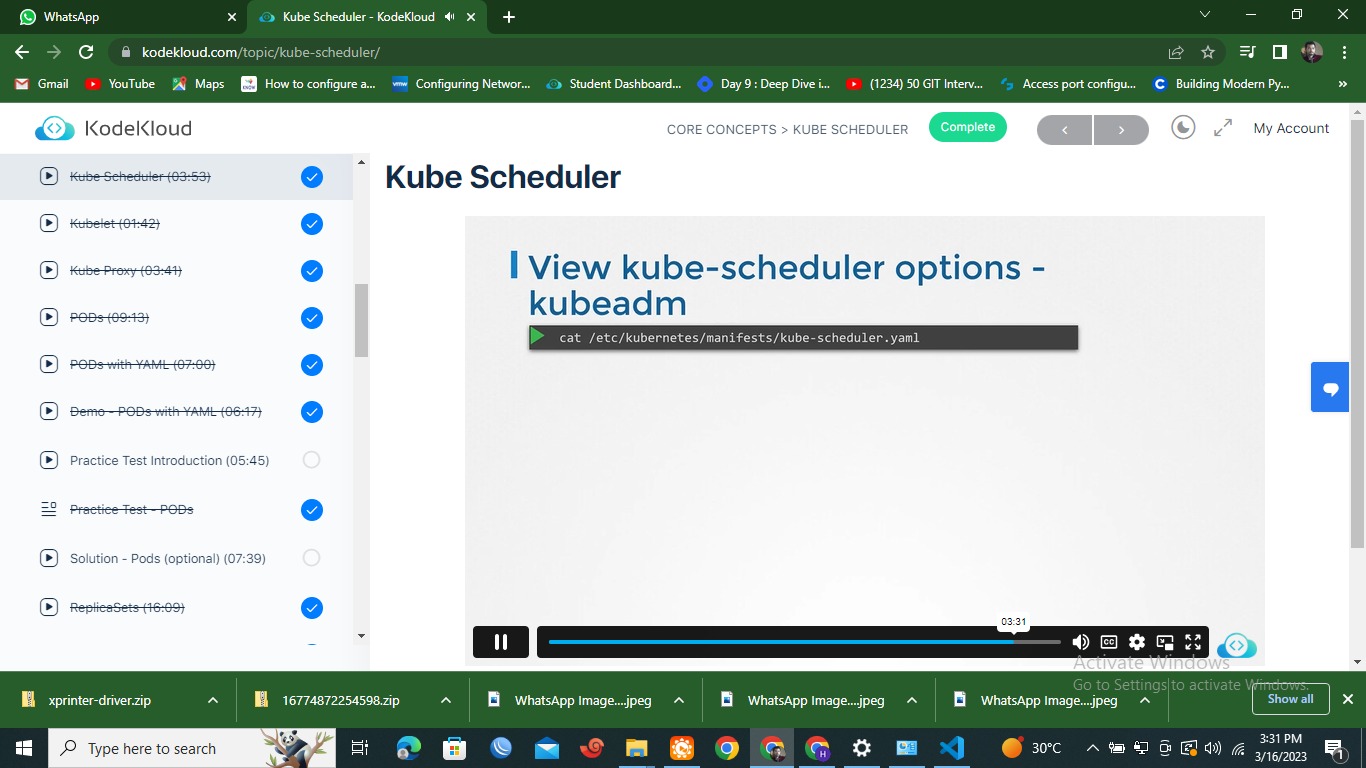 WhatsApp
Kube Scheduler - KodeKloud
kodekloud.com/topic/kube-scheduler/
Gmail
YouTube
Maps
How to configure a...
Configuring Networ...
Student Dashboard...
Day 9 : Deep Dive i...
(1234) 50 GIT Interv...
Access port configu...
Building Modern Py...
»
KodeKloud
CORE CONCEPTS > KUBE SCHEDULER
Complete
My Account
Kube Scheduler (03:53)
Kubelet (01:42)
Kube Proxy (03:41)
PODs (09:13)
PODs with YAML (07:00)
Demo - PODs with YAML (06:17)
Practice Test Introduction (05:45)
Practice Test - PODs
Solution - Pods (optional) (07:39)
ReplicaSets (16:09)
Kube Scheduler
View kube-scheduler options -
kubeadm
cat /etc/kubernetes/manifests/kube-scheduler.yaml
03:31
CC
Activate Windows
Go to Settings to activate Windows.
xprinter-driver.zip
16774872254598.zip
WhatsApp Image....jpeg
WhatsApp Image....jpeg
WhatsApp Image....jpeg
Show all
Type here to search
30°C
3:31 PM
3/16/2023
1